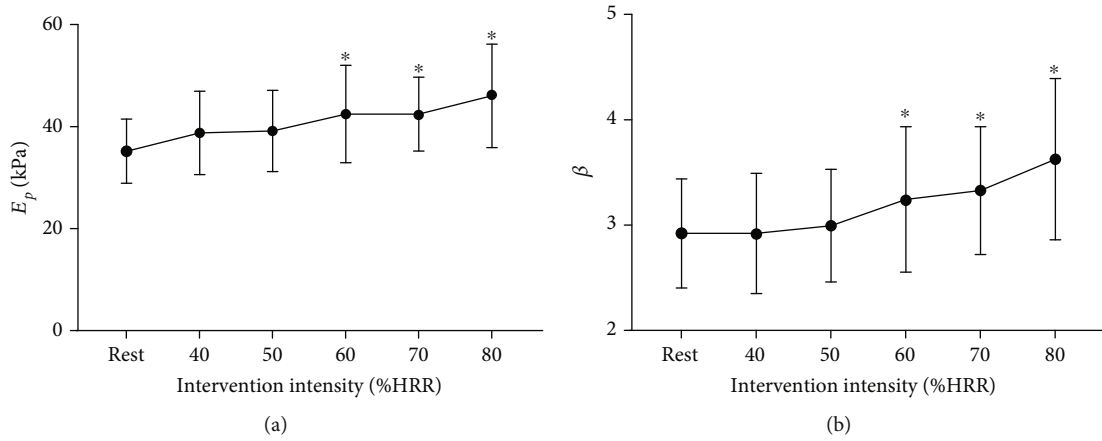 60
40
20
0
E_p (kPa)
* * *
Rest 40 50 60 70 80
Intervention intensity (%HRR)
(a)
5
4
3
2
β
* * *
Rest 40 50 60 70 80
Intervention intensity (%HRR)
(b)